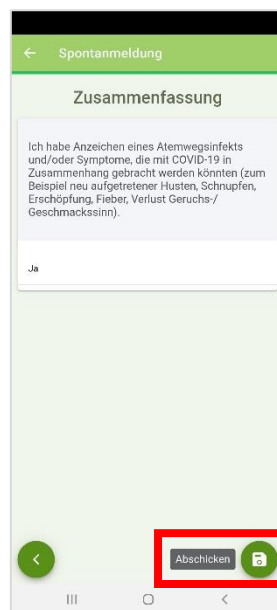 Spontanmeldung
Zusammenfassung
Ich habe Anzeichen eines Atemwegsinfekts
und/oder Symptome, die mit COVID-19 in
Zusammenhang gebracht werden könnten (zum
Beispiel neu aufgetretener Husten, Schnupfen,
Erschöpfung, Fieber, Verlust Geruchs-/
Geschmackssinn).
Ja
Abschicken